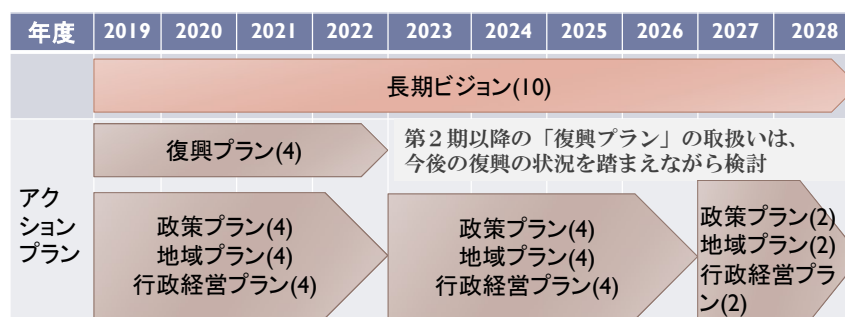 年度 2019 2020 2021 2022 2023 2024 2025 2026 2027 2028
長期ビジョン(10)
復興プラン(4)
第２期以降の「復興プラン」の取扱いは、
今後の復興の状況を踏まえながら検討
アク
ション
プラン
政策プラン(4)
地域プラン(4)
行政経営プラン(4)
政策プラン(4)
地域プラン(4)
行政経営プラン(4)
政策プラン(2)
地域プラン(2)
行政経営プラ
ン(2)